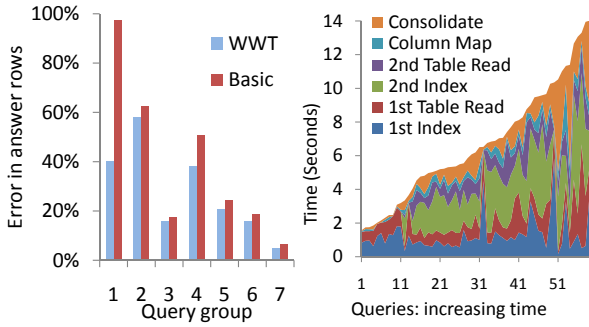 Error in answer rows
100%
80%
60%
40%
20%
0%
WWT
Basic
1 2 3 4 5 6 7
Query group
Time (Seconds)
14
12
10
8
6
4
2
0
Consolidate
Column Map
2nd Table Read
2nd Index
1st Table Read
1st Index
1 11 21 31 41 51
Queries: increasing time